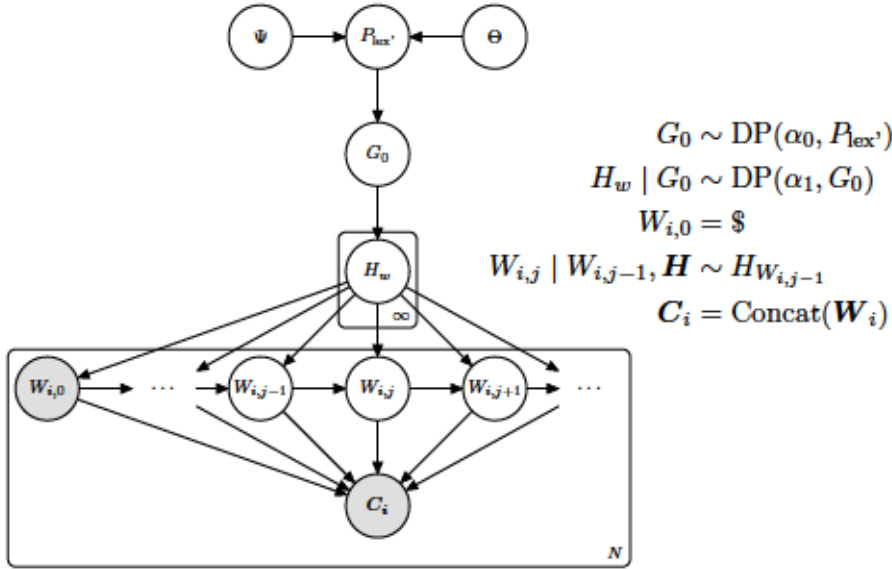 Ψ P_lex' Θ
G_0
G_0 ~ DP(α_0, P_lex')
H_w | G_0 ~ DP(α_1, G_0)
W_{i,0} = $
W_{i,j} | W_{i,j−1}, H ~ H_{W_{i,j−1}}
C_i = Concat(W_i)
H_w
∞
W_{i,0} ··· W_{i,j−1} W_{i,j} W_{i,j+1} ···
C_i
N